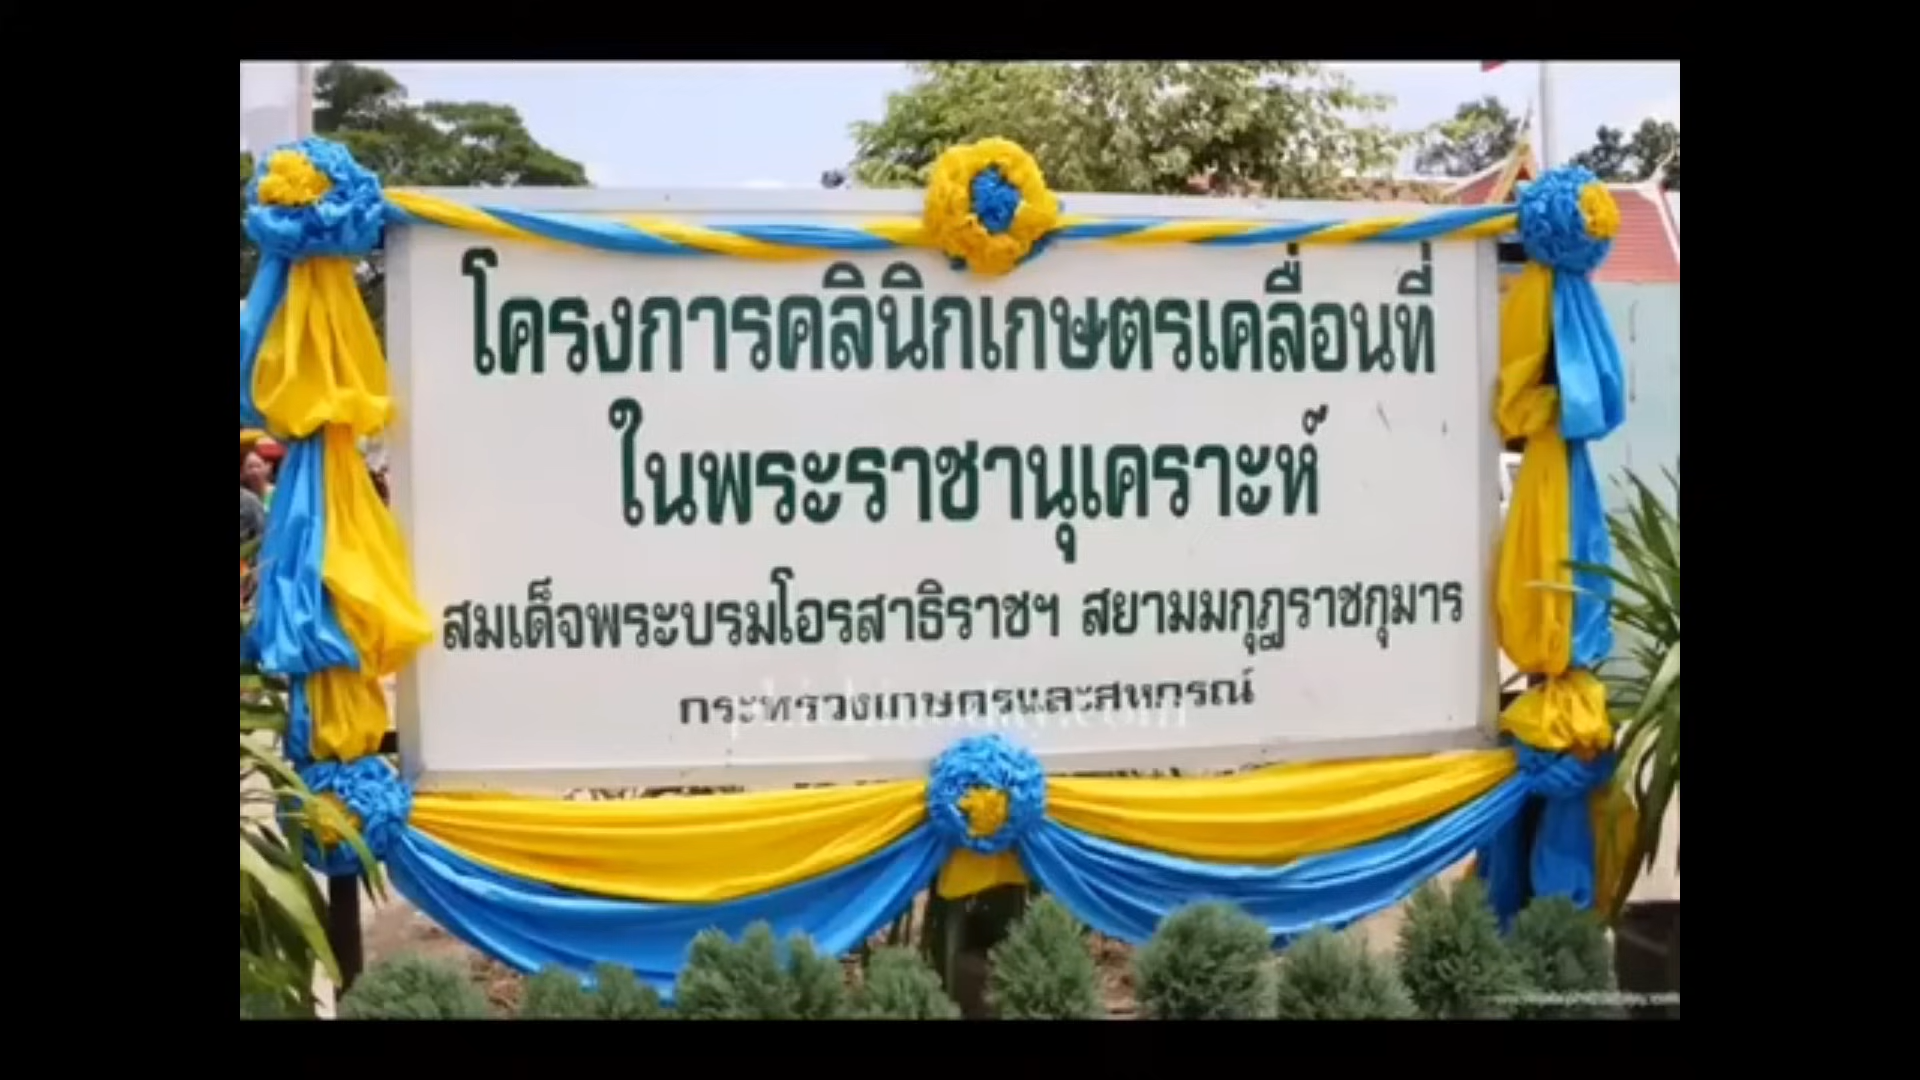 โครงการคลินิกเกษตรเคลื่อนที่
ในพระราชานุเคราะห์
สมเด็จพระบรมโอรสาธิราชฯ สยามมกุฎราชกุมาร
กระทรวงเกษตรและสหกรณ์